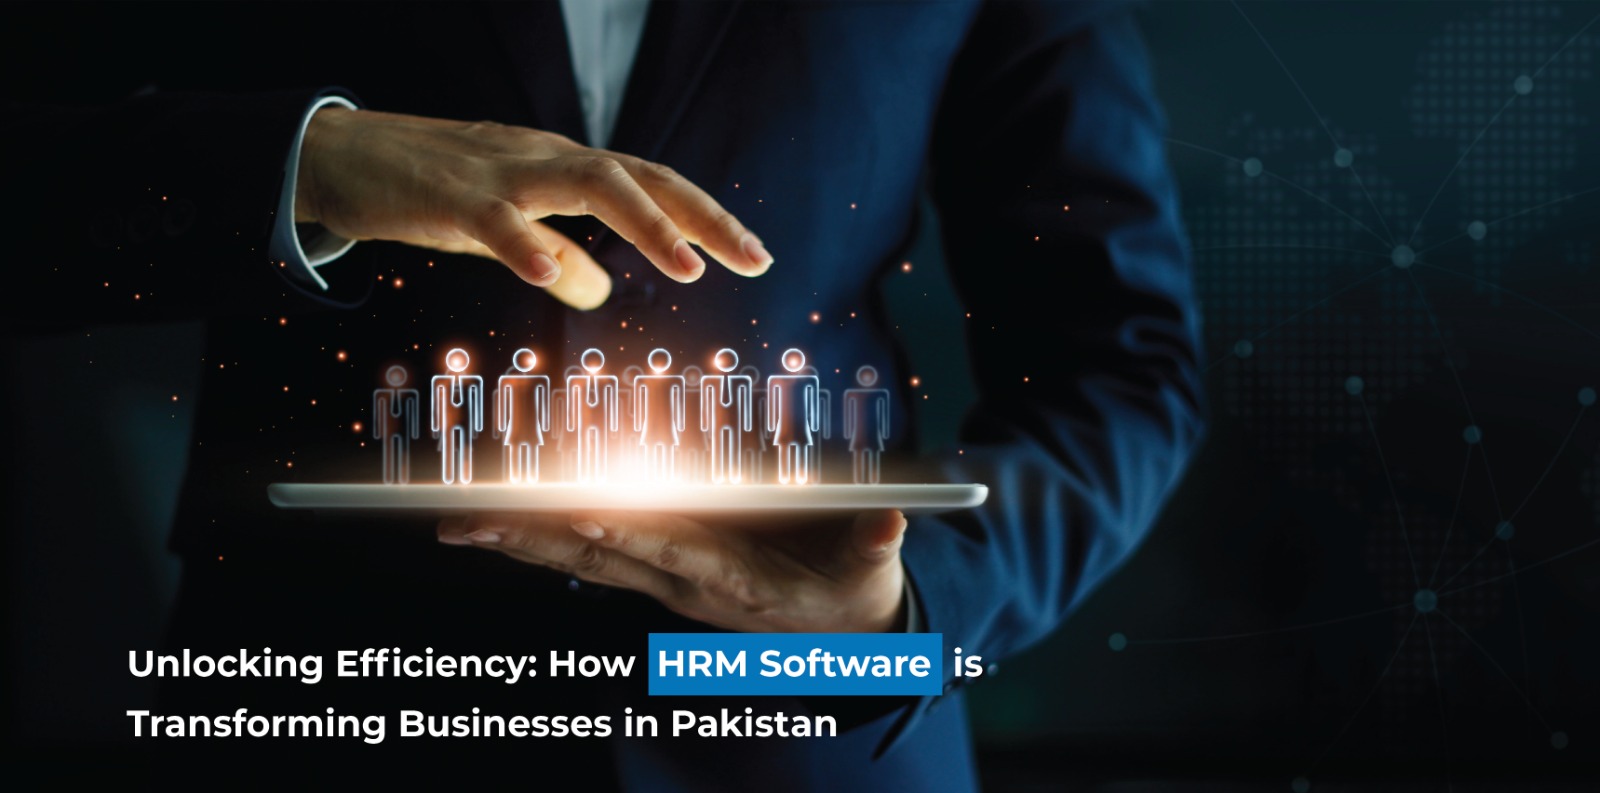 Unlocking Efficiency: How HRM Software is
Transforming Businesses in Pakistan